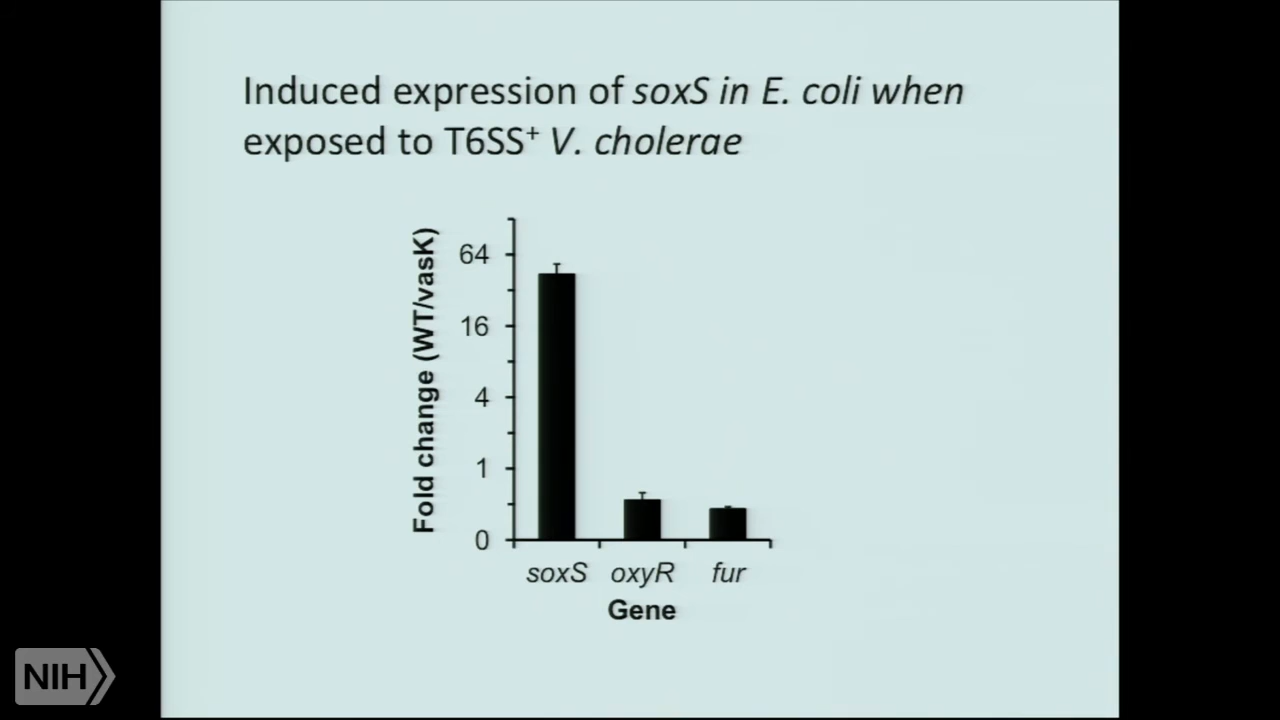 Induced expression of soxS in E. coli when
exposed to T6SS+ V. cholerae
Fold change (WT/vasK)
64
16
4
1
0
soxS oxyR fur
Gene
NIH